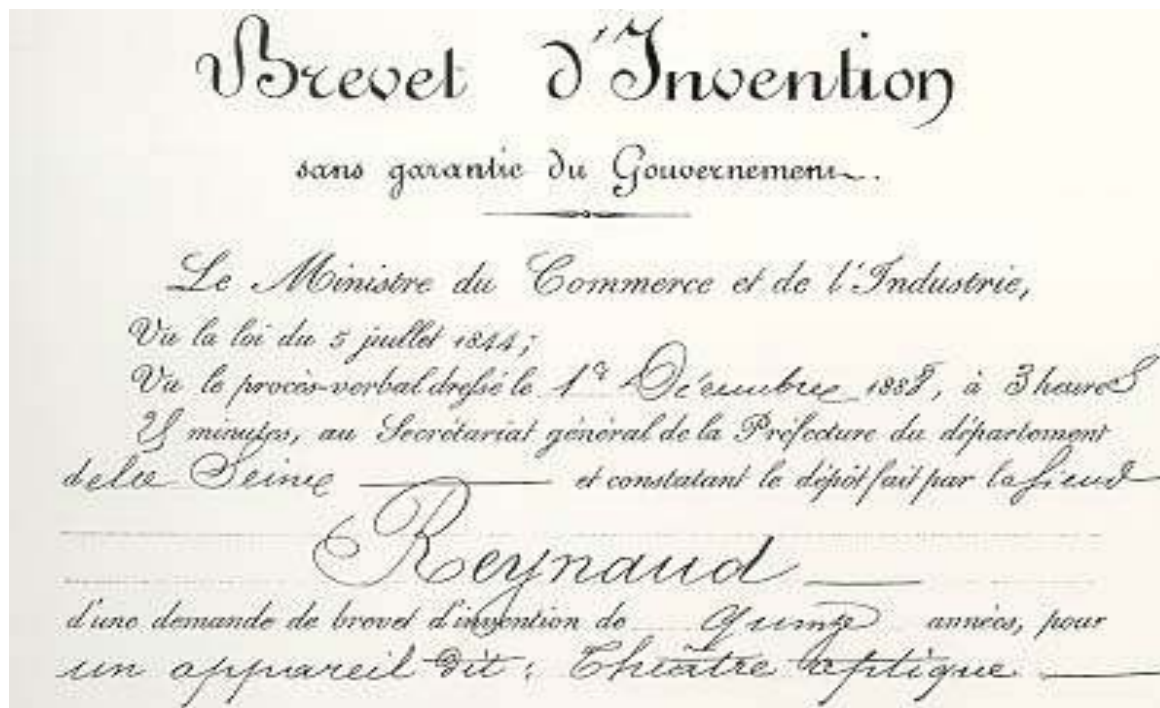 Brevet d'Invention
sans garantie du Gouvernement.
Le Ministre du Commerce et de l'Industrie,
Vu la loi du 5 juillet 1844;
Vu le procès-verbal dressé le 1er Décembre 1888, à 3 heures
minutes, au Secrétariat général de la Préfecture du département
de la Seine et constatant le dépôt fait par le Sieur
Reynaud
d'une demande de brevet d'invention de quinze années, pour
un appareil dit: Théâtre optique